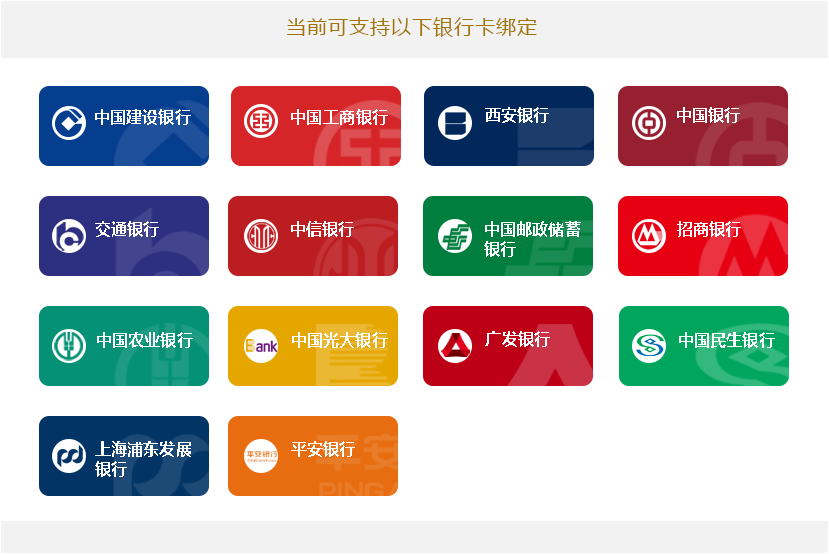 当前可支持以下银行卡绑定
中国建设银行
中国工商银行
西安银行
中国银行
交通银行
中信银行
中国邮政储蓄
银行
招商银行
中国农业银行
Bank
中国光大银行
广发银行
中国民生银行
上海浦东发展
银行
平安银行
平安银行
平安
PING A